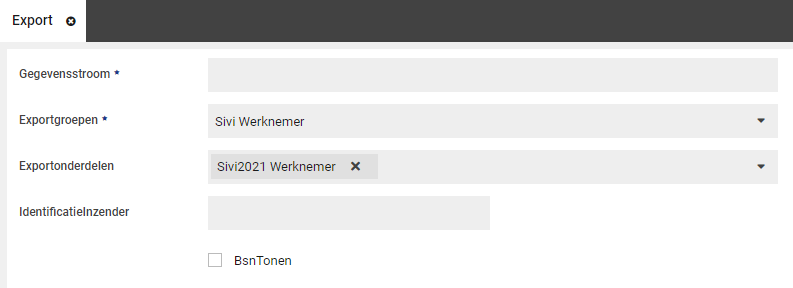 Export
Gegevensstroom *
Exportgroepen *
Sivi Werknemer
Exportonderdelen
Sivi2021 Werknemer
IdentificatieInzender
BsnTonen